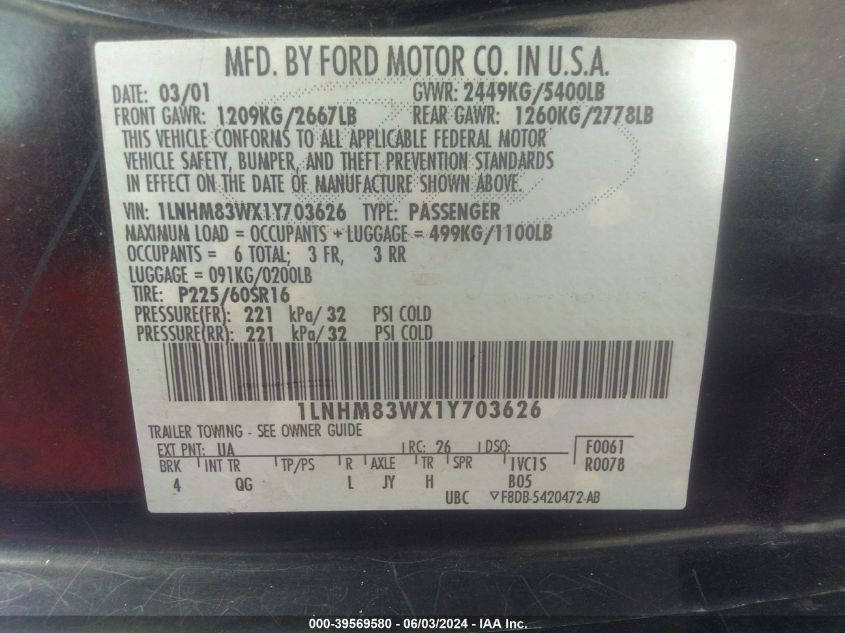 MFD. BY FORD MOTOR CO. IN U.S.A.
DATE: 03/01 GVWR: 2449KG/5400LB
FRONT GAWR: 1209KG/2667LB REAR GAWR: 1260KG/2778LB
THIS VEHICLE CONFORMS TO ALL APPLICABLE FEDERAL MOTOR
VEHICLE SAFETY, BUMPER, AND THEFT PREVENTION STANDARDS
IN EFFECT ON THE DATE OF MANUFACTURE SHOWN ABOVE.
VIN: 1LNHM83WX1Y703626 TYPE: PASSENGER
MAXIMUM LOAD = OCCUPANTS + LUGGAGE = 499KG/1100LB
OCCUPANTS = 6 TOTAL; 3 FR, 3 RR
LUGGAGE = 091KG/0200LB
TIRE: P225/60SR16
PRESSURE(FR): 221 kPa/ 32 PSI COLD
PRESSURE(RR): 221 kPa/ 32 PSI COLD
1LNHM83WX1Y703626
TRAILER TOWING - SEE OWNER GUIDE
EXT PNT: UA RC: 26 DSO: F0061
BRK INT TR TP/PS R AXLE TR SPR 1VC1S R0078
4 QG L JY H B05
UBC ▽F8DB-5420472-AB
000-39569580 / 06/03/2024 - IAA Inc.